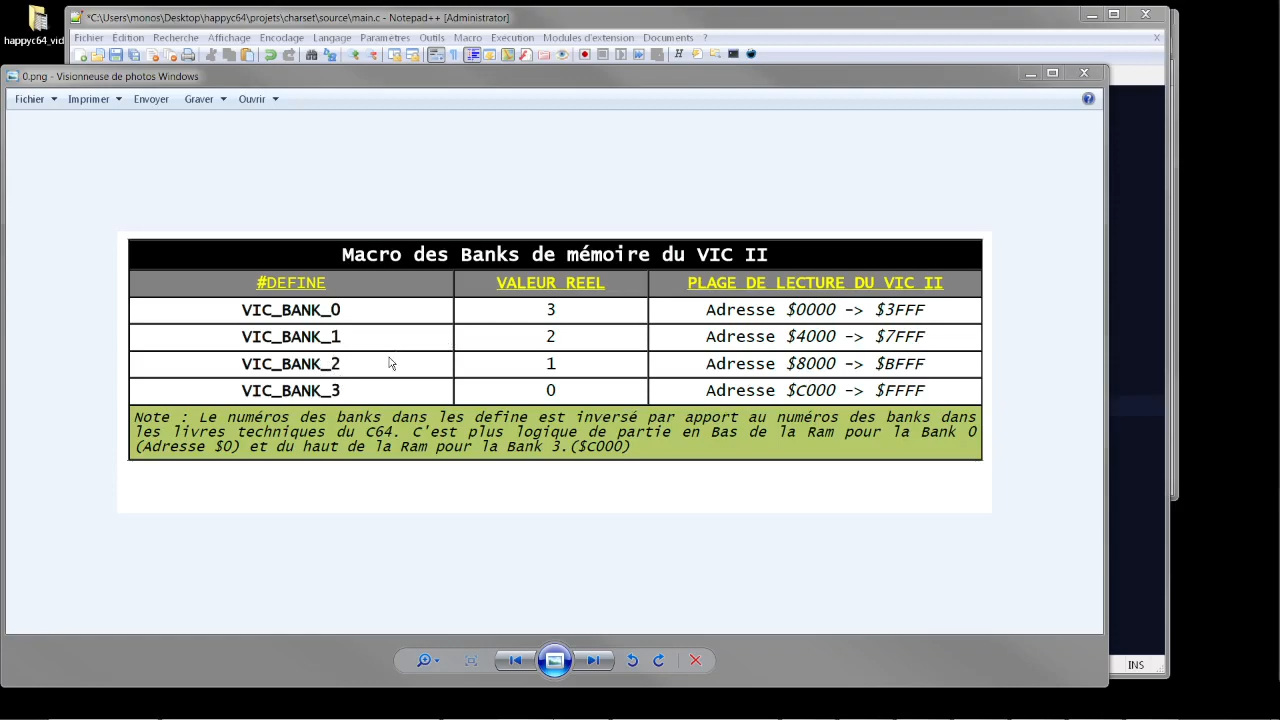 *C:\Users\monos\Desktop\happyc64\projets\charset\source\main.c - Notepad++ [Administrator]
happyc64_vid
Fichier Édition Recherche Affichage Encodage Langage Paramètres Outils Macro Exécution Modules d'extension Documents ?
X
0.png - Visionneuse de photos Windows
Fichier Imprimer Envoyer Graver Ouvrir
Macro des Banks de mémoire du VIC II
#DEFINE VALEUR REEL PLAGE DE LECTURE DU VIC II
VIC_BANK_0 3 Adresse $0000 -> $3FFF
VIC_BANK_1 2 Adresse $4000 -> $7FFF
VIC_BANK_2 1 Adresse $8000 -> $BFFF
VIC_BANK_3 0 Adresse $C000 -> $FFFF
Note : Le numéros des banks dans les define est inversé par apport au numéros des banks dans
les livres techniques du C64. C'est plus logique de partie en Bas de la Ram pour la Bank 0
(Adresse $0) et du haut de la Ram pour la Bank 3.($C000)
INS